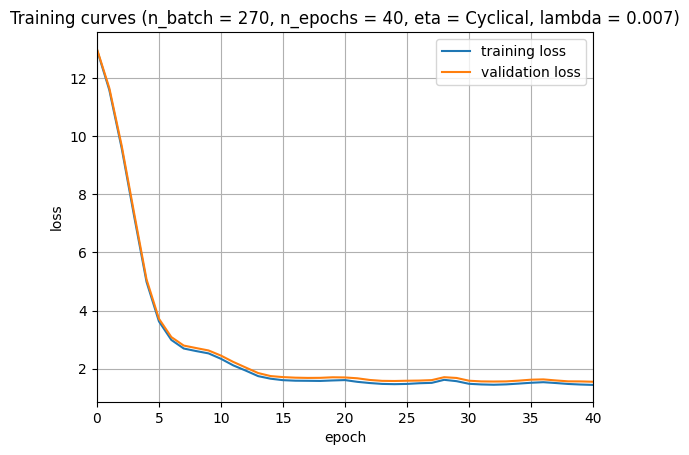 Training curves (n_batch = 270, n_epochs = 40, eta = Cyclical, lambda = 0.007)
training loss
validation loss
12
10
8
6
4
2
loss
0 5 10 15 20 25 30 35 40
epoch